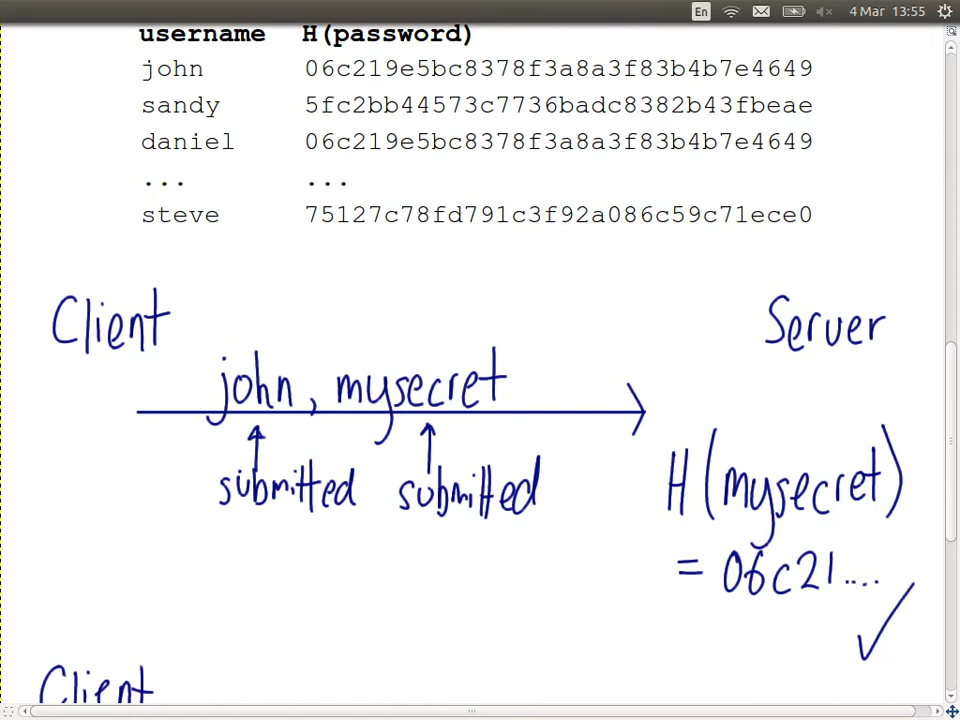 En 4 Mar 13:55
username H(password)
john 06c219e5bc8378f3a8a3f83b4b7e4649
sandy 5fc2bb44573c7736badc8382b43fbeae
daniel 06c219e5bc8378f3a8a3f83b4b7e4649
... ...
steve 75127c78fd791c3f92a086c59c71ece0
Client Server
john, mysecret
submitted submitted
H(mysecret)
= 06c21....
Client